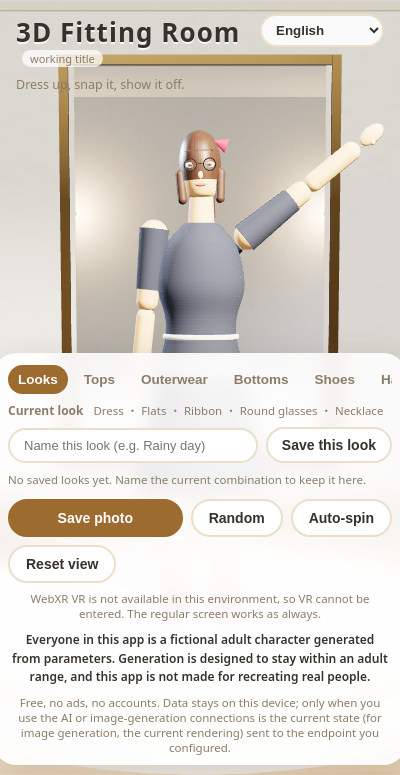 3D Fitting Room
English
working title
Dress up, snap it, show it off.
Looks Tops Outerwear Bottoms Shoes
Current look Dress • Flats • Ribbon • Round glasses • Necklace
Name this look (e.g. Rainy day) Save this look
No saved looks yet. Name the current combination to keep it here.
Save photo Random Auto-spin
Reset view
WebXR VR is not available in this environment, so VR cannot be
entered. The regular screen works as always.
Everyone in this app is a fictional adult character generated
from parameters. Generation is designed to stay within an adult
range, and this app is not made for recreating real people.
Free, no ads, no accounts. Data stays on this device; only when you
use the AI or image-generation connections is the current state (for
image generation, the current rendering) sent to the endpoint you
configured.